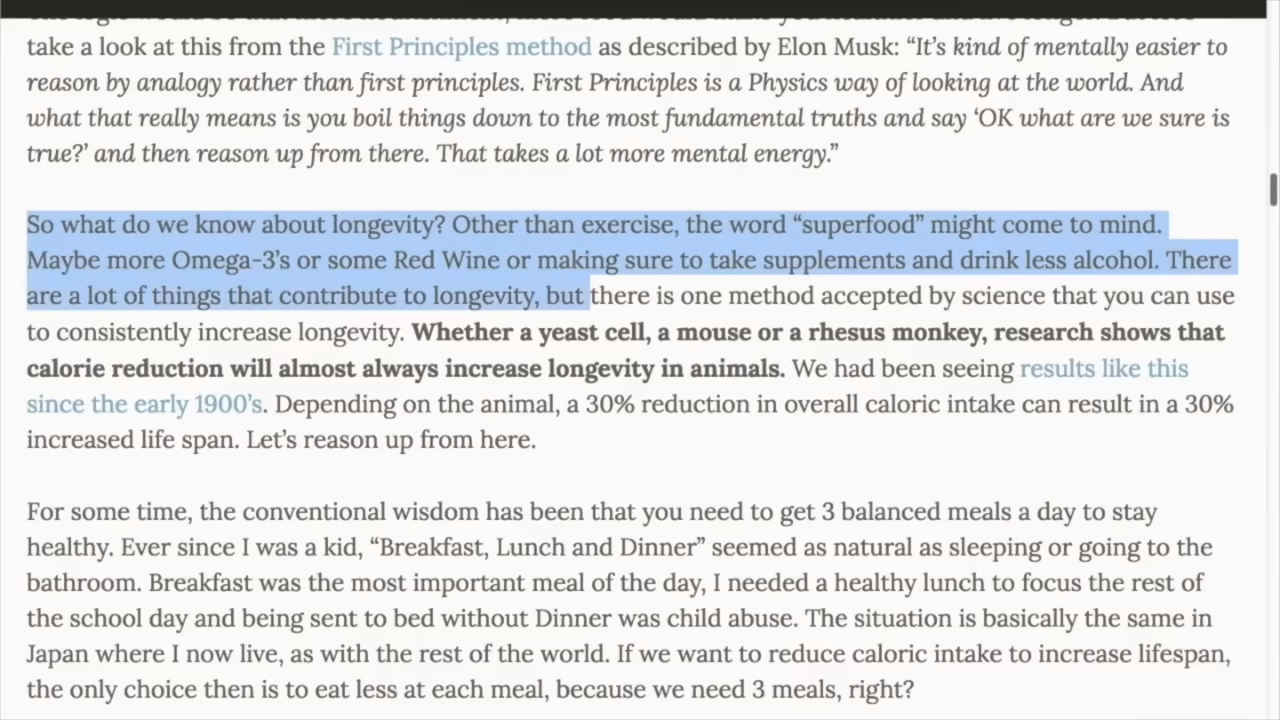 take a look at this from the First Principles method as described by Elon Musk: “It’s kind of mentally easier to
reason by analogy rather than first principles. First Principles is a Physics way of looking at the world. And
what that really means is you boil things down to the most fundamental truths and say ‘OK what are we sure is
true?’ and then reason up from there. That takes a lot more mental energy.”
So what do we know about longevity? Other than exercise, the word “superfood” might come to mind.
Maybe more Omega-3’s or some Red Wine or making sure to take supplements and drink less alcohol. There
are a lot of things that contribute to longevity, but there is one method accepted by science that you can use
to consistently increase longevity. Whether a yeast cell, a mouse or a rhesus monkey, research shows that
calorie reduction will almost always increase longevity in animals. We had been seeing results like this
since the early 1900’s. Depending on the animal, a 30% reduction in overall caloric intake can result in a 30%
increased life span. Let’s reason up from here.
For some time, the conventional wisdom has been that you need to get 3 balanced meals a day to stay
healthy. Ever since I was a kid, “Breakfast, Lunch and Dinner” seemed as natural as sleeping or going to the
bathroom. Breakfast was the most important meal of the day, I needed a healthy lunch to focus the rest of
the school day and being sent to bed without Dinner was child abuse. The situation is basically the same in
Japan where I now live, as with the rest of the world. If we want to reduce caloric intake to increase lifespan,
the only choice then is to eat less at each meal, because we need 3 meals, right?